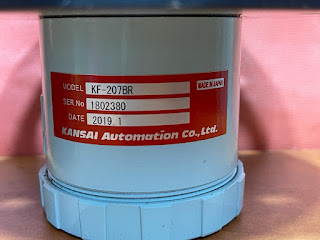 MODEL KF-207BR MADE IN JAPAN
SER.No 1802380
DATE 2019.1
KANSAI Automation Co.,Ltd.